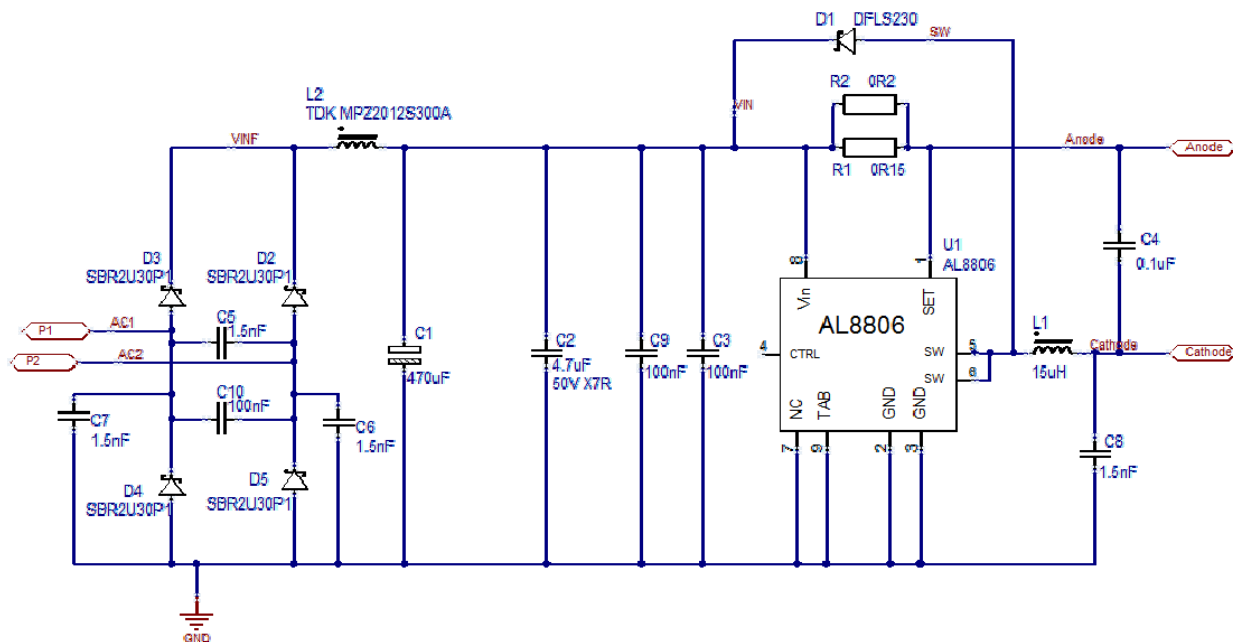 D1 DFLS230
SW
R2 0R2
L2
TDK MPZ2012S300A
VIN
VINF
Anode
Anode
R1 0R15
D3
SBR2U30P1
D2
SBR2U30P1
U1
AL8806
C4
0.1uF
8
1
Vin
SET
P1
AC1
C5
1.5nF
AL8806
P2
AC2
C1
470uF
C2
4.7uF
50V X7R
C9
100nF
C3
100nF
4
CTRL
SW
5
SW
6
L1
15uH
Cathode
Cathode
C10
100nF
C7
1.5nF
C6
1.5nF
NC
TAB
GND
GND
7
9
2
3
C8
1.5nF
D4
SBR2U30P1
D5
SBR2U30P1
GND